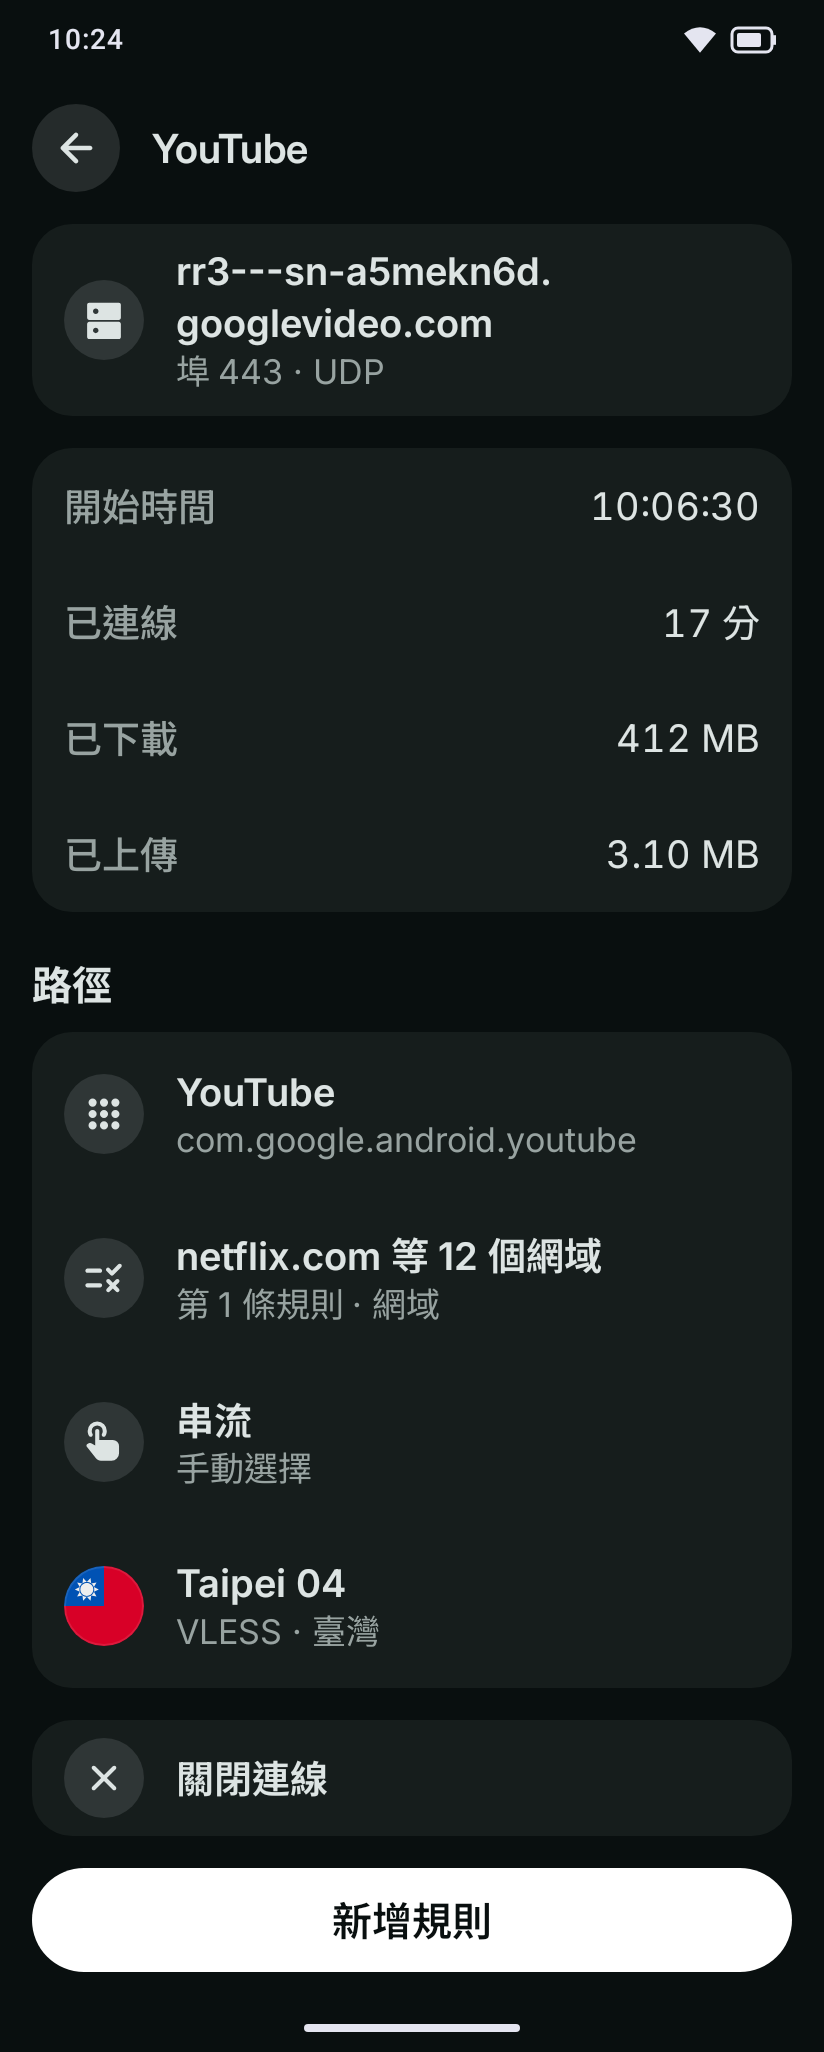 10:24
YouTube
rr3---sn-a5mekn6d.
googlevideo.com
埠 443 · UDP
開始時間
10:06:30
已連線
17 分
已下載
412 MB
已上傳
3.10 MB
路徑
YouTube
com.google.android.youtube
netflix.com 等 12 個網域
第 1 條規則 · 網域
串流
手動選擇
Taipei 04
VLESS · 臺灣
關閉連線
新增規則